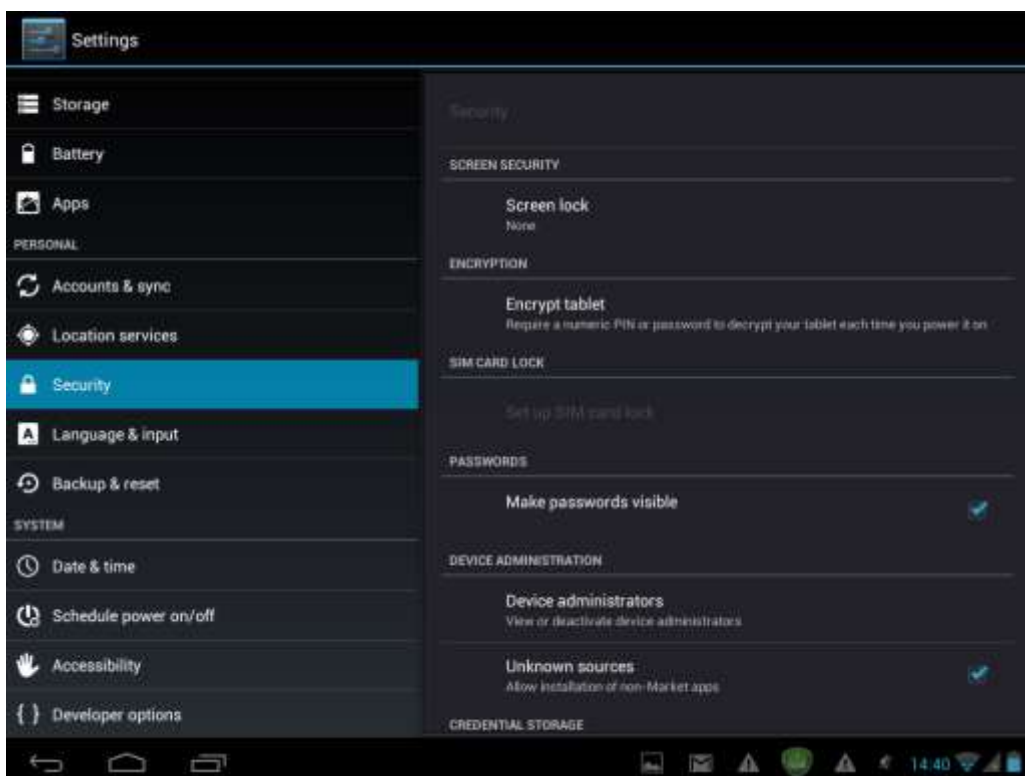 Settings
Storage
Battery
Apps
PERSONAL
Accounts & sync
Location services
Security
Language & input
Backup & reset
SYSTEM
Date & time
Schedule power on/off
Accessibility
Developer options
Security
SCREEN SECURITY
Screen lock
None
ENCRYPTION
Encrypt tablet
Require a numeric PIN or password to decrypt your tablet each time you power it on
SIM CARD LOCK
Set up SIM card lock
PASSWORDS
Make passwords visible
DEVICE ADMINISTRATION
Device administrators
View or deactivate device administrators
Unknown sources
Allow installation of non-Market apps
CREDENTIAL STORAGE
14:40